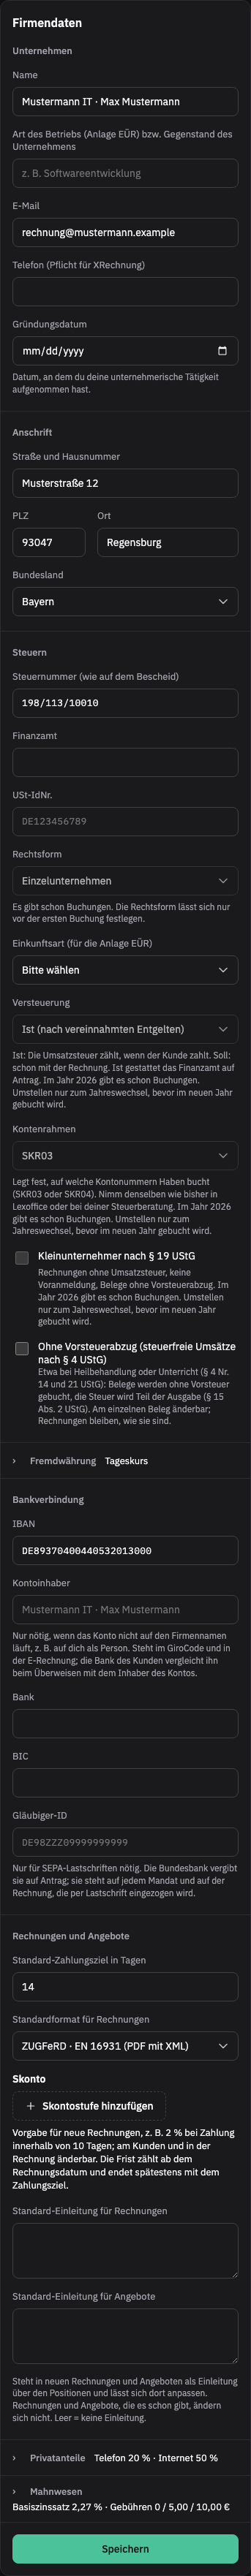 Firmendaten
Unternehmen
Name
Mustermann IT · Max Mustermann
Art des Betriebs (Anlage EÜR) bzw. Gegenstand des
Unternehmens
z. B. Softwareentwicklung
E-Mail
rechnung@mustermann.example
Telefon (Pflicht für XRechnung)
Gründungsdatum
mm/dd/yyyy
Datum, an dem du deine unternehmerische Tätigkeit
aufgenommen hast.
Anschrift
Straße und Hausnummer
Musterstraße 12
PLZ
Ort
93047
Regensburg
Bundesland
Bayern
Steuern
Steuernummer (wie auf dem Bescheid)
198/113/10010
Finanzamt
USt-IdNr.
DE123456789
Rechtsform
Einzelunternehmen
Es gibt schon Buchungen. Die Rechtsform lässt sich nur
vor der ersten Buchung festlegen.
Einkunftsart (für die Anlage EÜR)
Bitte wählen
Versteuerung
Ist (nach vereinnahmten Entgelten)
Ist: Die Umsatzsteuer zählt, wenn der Kunde zahlt. Soll:
schon mit der Rechnung. Ist gestattet das Finanzamt auf
Antrag. Im Jahr 2026 gibt es schon Buchungen.
Umstellen nur zum Jahreswechsel, bevor im neuen Jahr
gebucht wird.
Kontenrahmen
SKR03
Legt fest, auf welche Kontonummern Haben bucht
(SKR03 oder SKR04). Nimm denselben wie bisher in
Lexoffice oder bei deiner Steuerberatung. Im Jahr 2026
gibt es schon Buchungen. Umstellen nur zum
Jahreswechsel, bevor im neuen Jahr gebucht wird.
Kleinunternehmer nach § 19 UStG
Rechnungen ohne Umsatzsteuer, keine
Voranmeldung, Belege ohne Vorsteuerabzug. Im
Jahr 2026 gibt es schon Buchungen. Umstellen
nur zum Jahreswechsel, bevor im neuen Jahr
gebucht wird.
Ohne Vorsteuerabzug (steuerfreie Umsätze
nach § 4 UStG)
Etwa bei Heilbehandlung oder Unterricht (§ 4 Nr.
14 und 21 UStG): Belege werden ohne Vorsteuer
gebucht, die Steuer wird Teil der Ausgabe (§ 15
Abs. 2 UStG). Am einzelnen Beleg änderbar;
Rechnungen bleiben, wie sie sind.
Fremdwährung Tageskurs
Bankverbindung
IBAN
DE89370400440532013000
Kontoinhaber
Mustermann IT · Max Mustermann
Nur nötig, wenn das Konto nicht auf den Firmennamen
läuft, z. B. auf dich als Person. Steht im GiroCode und in
der E-Rechnung; die Bank des Kunden vergleicht ihn
beim Überweisen mit dem Inhaber des Kontos.
Bank
BIC
Gläubiger-ID
DE98ZZZ09999999999
Nur für SEPA-Lastschriften nötig. Die Bundesbank vergibt
sie auf Antrag; sie steht auf jedem Mandat und auf der
Rechnung, die per Lastschrift eingezogen wird.
Rechnungen und Angebote
Standard-Zahlungsziel in Tagen
14
Standardformat für Rechnungen
ZUGFeRD · EN 16931 (PDF mit XML)
Skonto
Skontostufe hinzufügen
Vorgabe für neue Rechnungen, z. B. 2 % bei Zahlung
innerhalb von 10 Tagen; am Kunden und in der
Rechnung änderbar. Die Frist zählt ab dem
Rechnungsdatum und endet spätestens mit dem
Zahlungsziel.
Standard-Einleitung für Rechnungen
Standard-Einleitung für Angebote
Steht in neuen Rechnungen und Angeboten als Einleitung
über den Positionen und lässt sich dort anpassen.
Rechnungen und Angebote, die es schon gibt, ändern
sich nicht. Leer = keine Einleitung.
Privatanteile Telefon 20 % · Internet 50 %
Mahnwesen
Basiszinssatz 2,27 % · Gebühren 0 / 5,00 / 10,00 €
Speichern